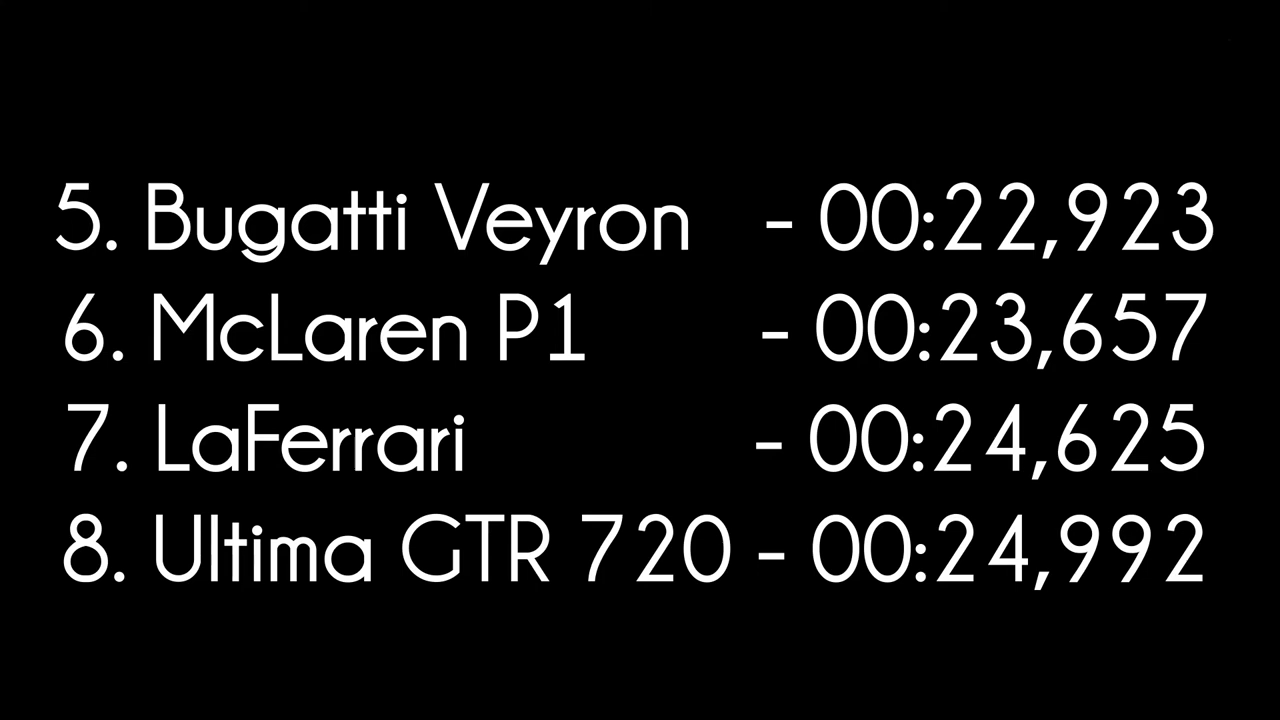 5. Bugatti Veyron - 00:22,923
6. McLaren P1 - 00:23,657
7. LaFerrari - 00:24,625
8. Ultima GTR 720 - 00:24,992